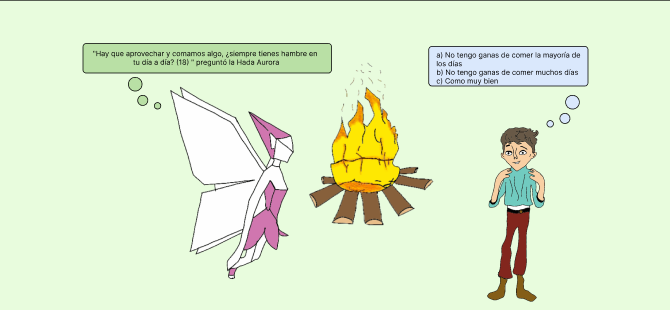 "Hay que aprovechar y comamos algo, ¿siempre tienes hambre en
tu día a día? (18) " preguntó la Hada Aurora
a) No tengo ganas de comer la mayoría de
los días
b) No tengo ganas de comer muchos días
c) Como muy bien